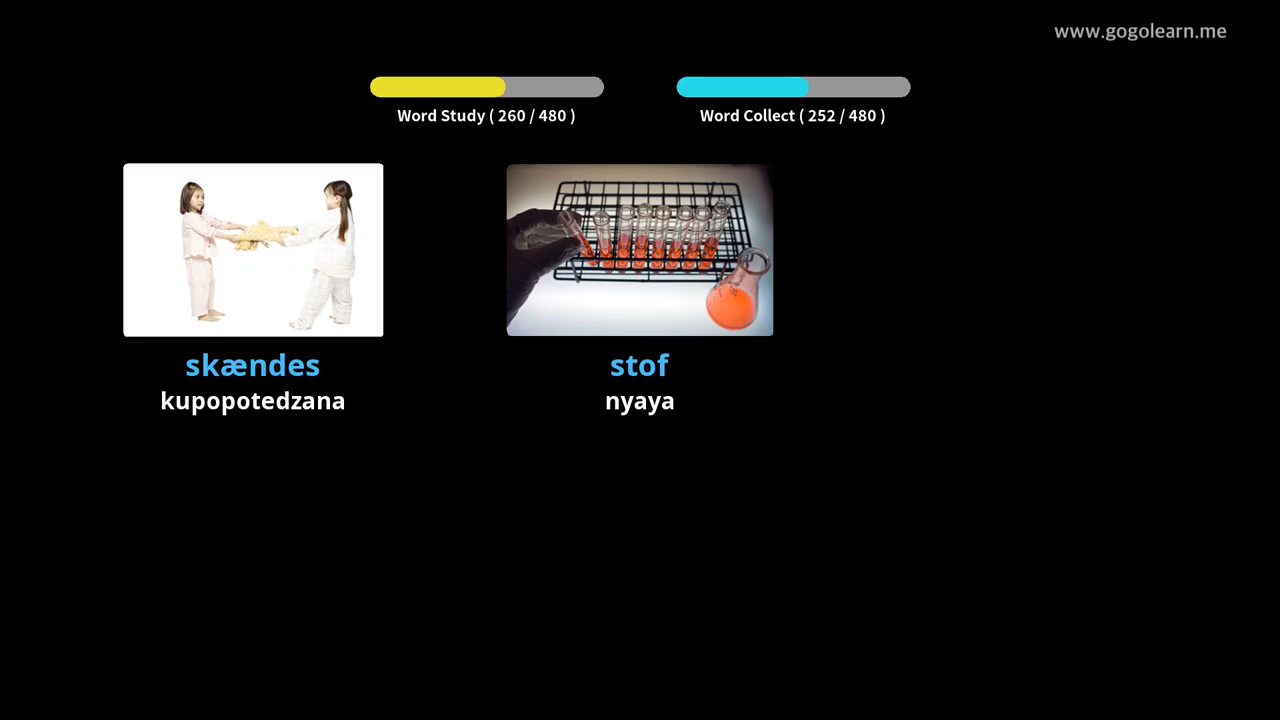 www.gogolearn.me
Word Study ( 260 / 480 )
Word Collect ( 252 / 480 )
skændes
kupopotedzana
stof
nyaya